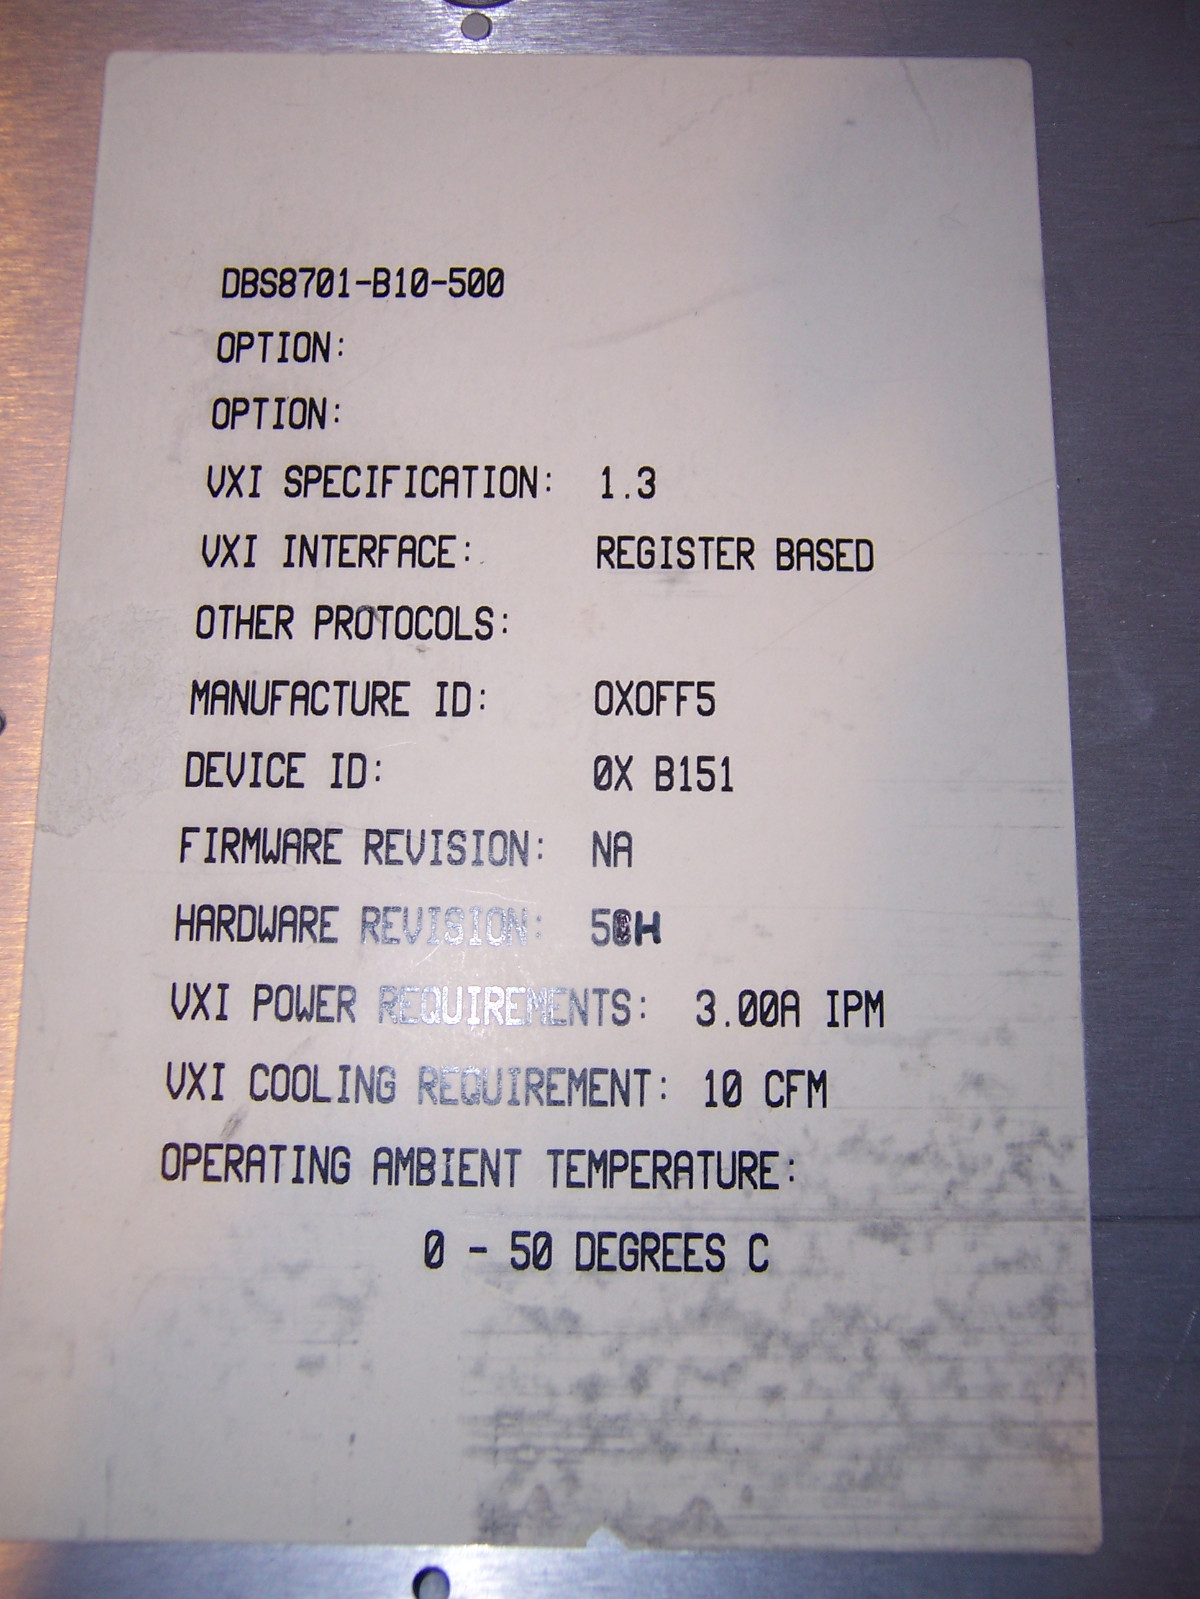 DBS8701-B10-500
OPTION:
OPTION:
VXI SPECIFICATION: 1.3
VXI INTERFACE: REGISTER BASED
OTHER PROTOCOLS:
MANUFACTURE ID: 0X0FF5
DEVICE ID: 0X B151
FIRMWARE REVISION: NA
HARDWARE REVISION:
VXI POWER REQUIREMENTS: 3.00A IPM
VXI COOLING REQUIREMENT: 10 CFM
OPERATING AMBIENT TEMPERATURE:
0 - 50 DEGREES C